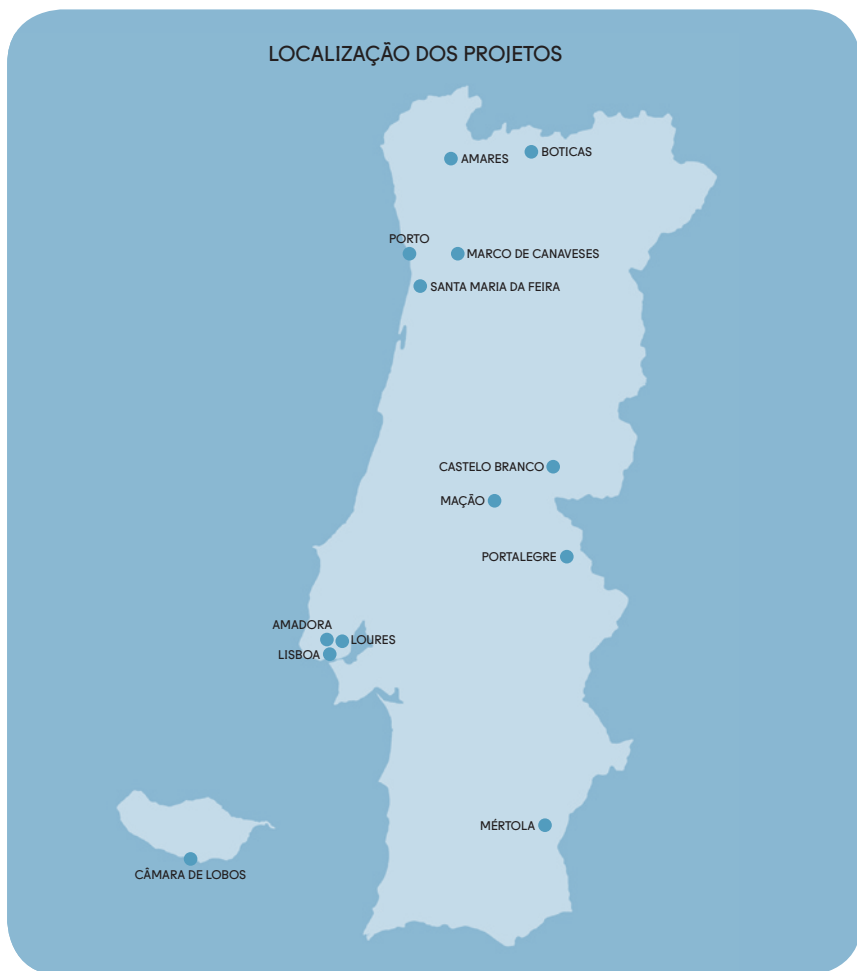 LOCALIZAÇÃO DOS PROJETOS
AMARES
BOTICAS
PORTO
MARCO DE CANAVESES
SANTA MARIA DA FEIRA
CASTELO BRANCO
MAÇÃO
PORTALEGRE
AMADORA
LOURES
LISBOA
MÉRTOLA
CÂMARA DE LOBOS